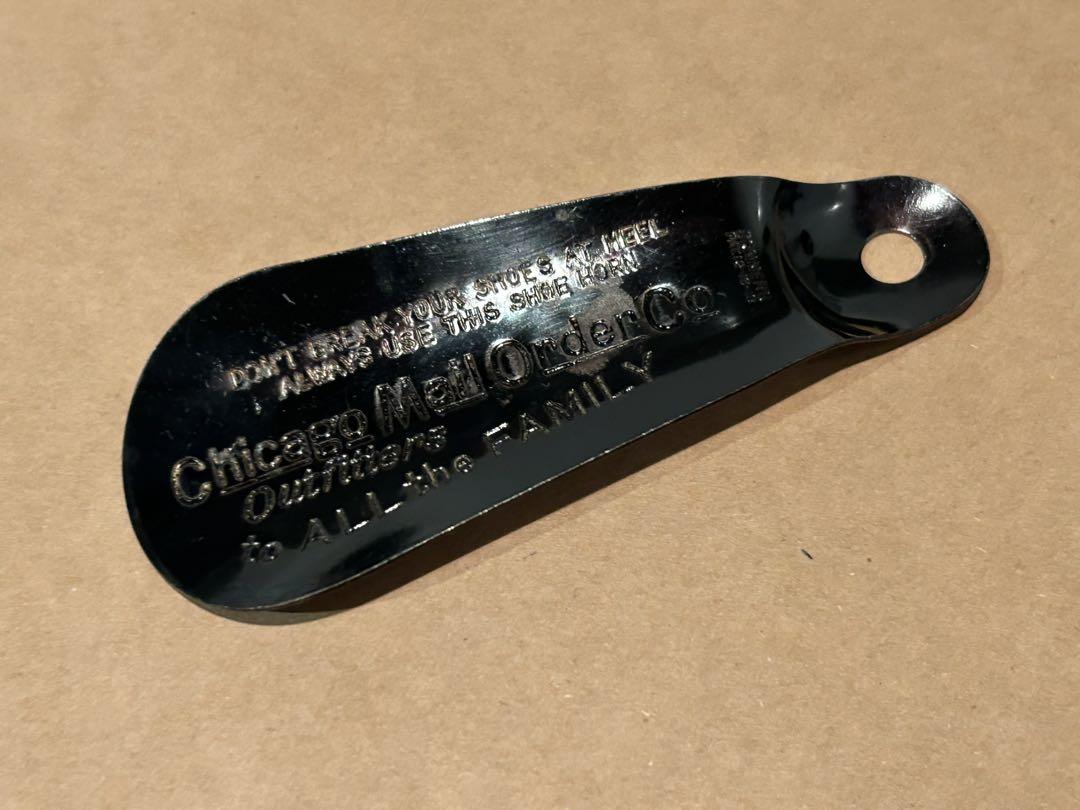 DON'T BREAK YOUR SHOES AT HEEL
ALWAYS USE THIS SHOE HORN
Chicago Mail Order Co
Outfitters
to ALL the FAMILY